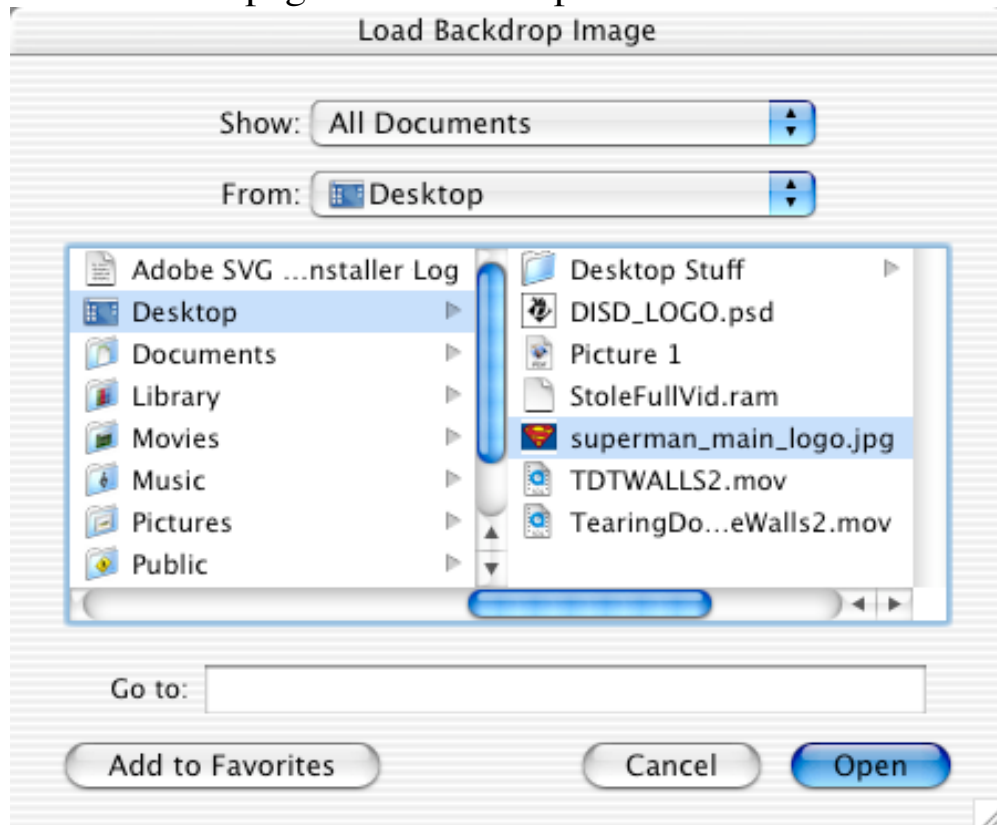 Load Backdrop Image
Show: All Documents
From: Desktop
Adobe SVG ...nstaller Log
Desktop
Documents
Library
Movies
Music
Pictures
Public
Desktop Stuff
DISD_LOGO.psd
Picture 1
StoleFullVid.ram
superman_main_logo.jpg
TDTWALLS2.mov
TearingDo...eWalls2.mov
Go to:
Add to Favorites
Cancel
Open